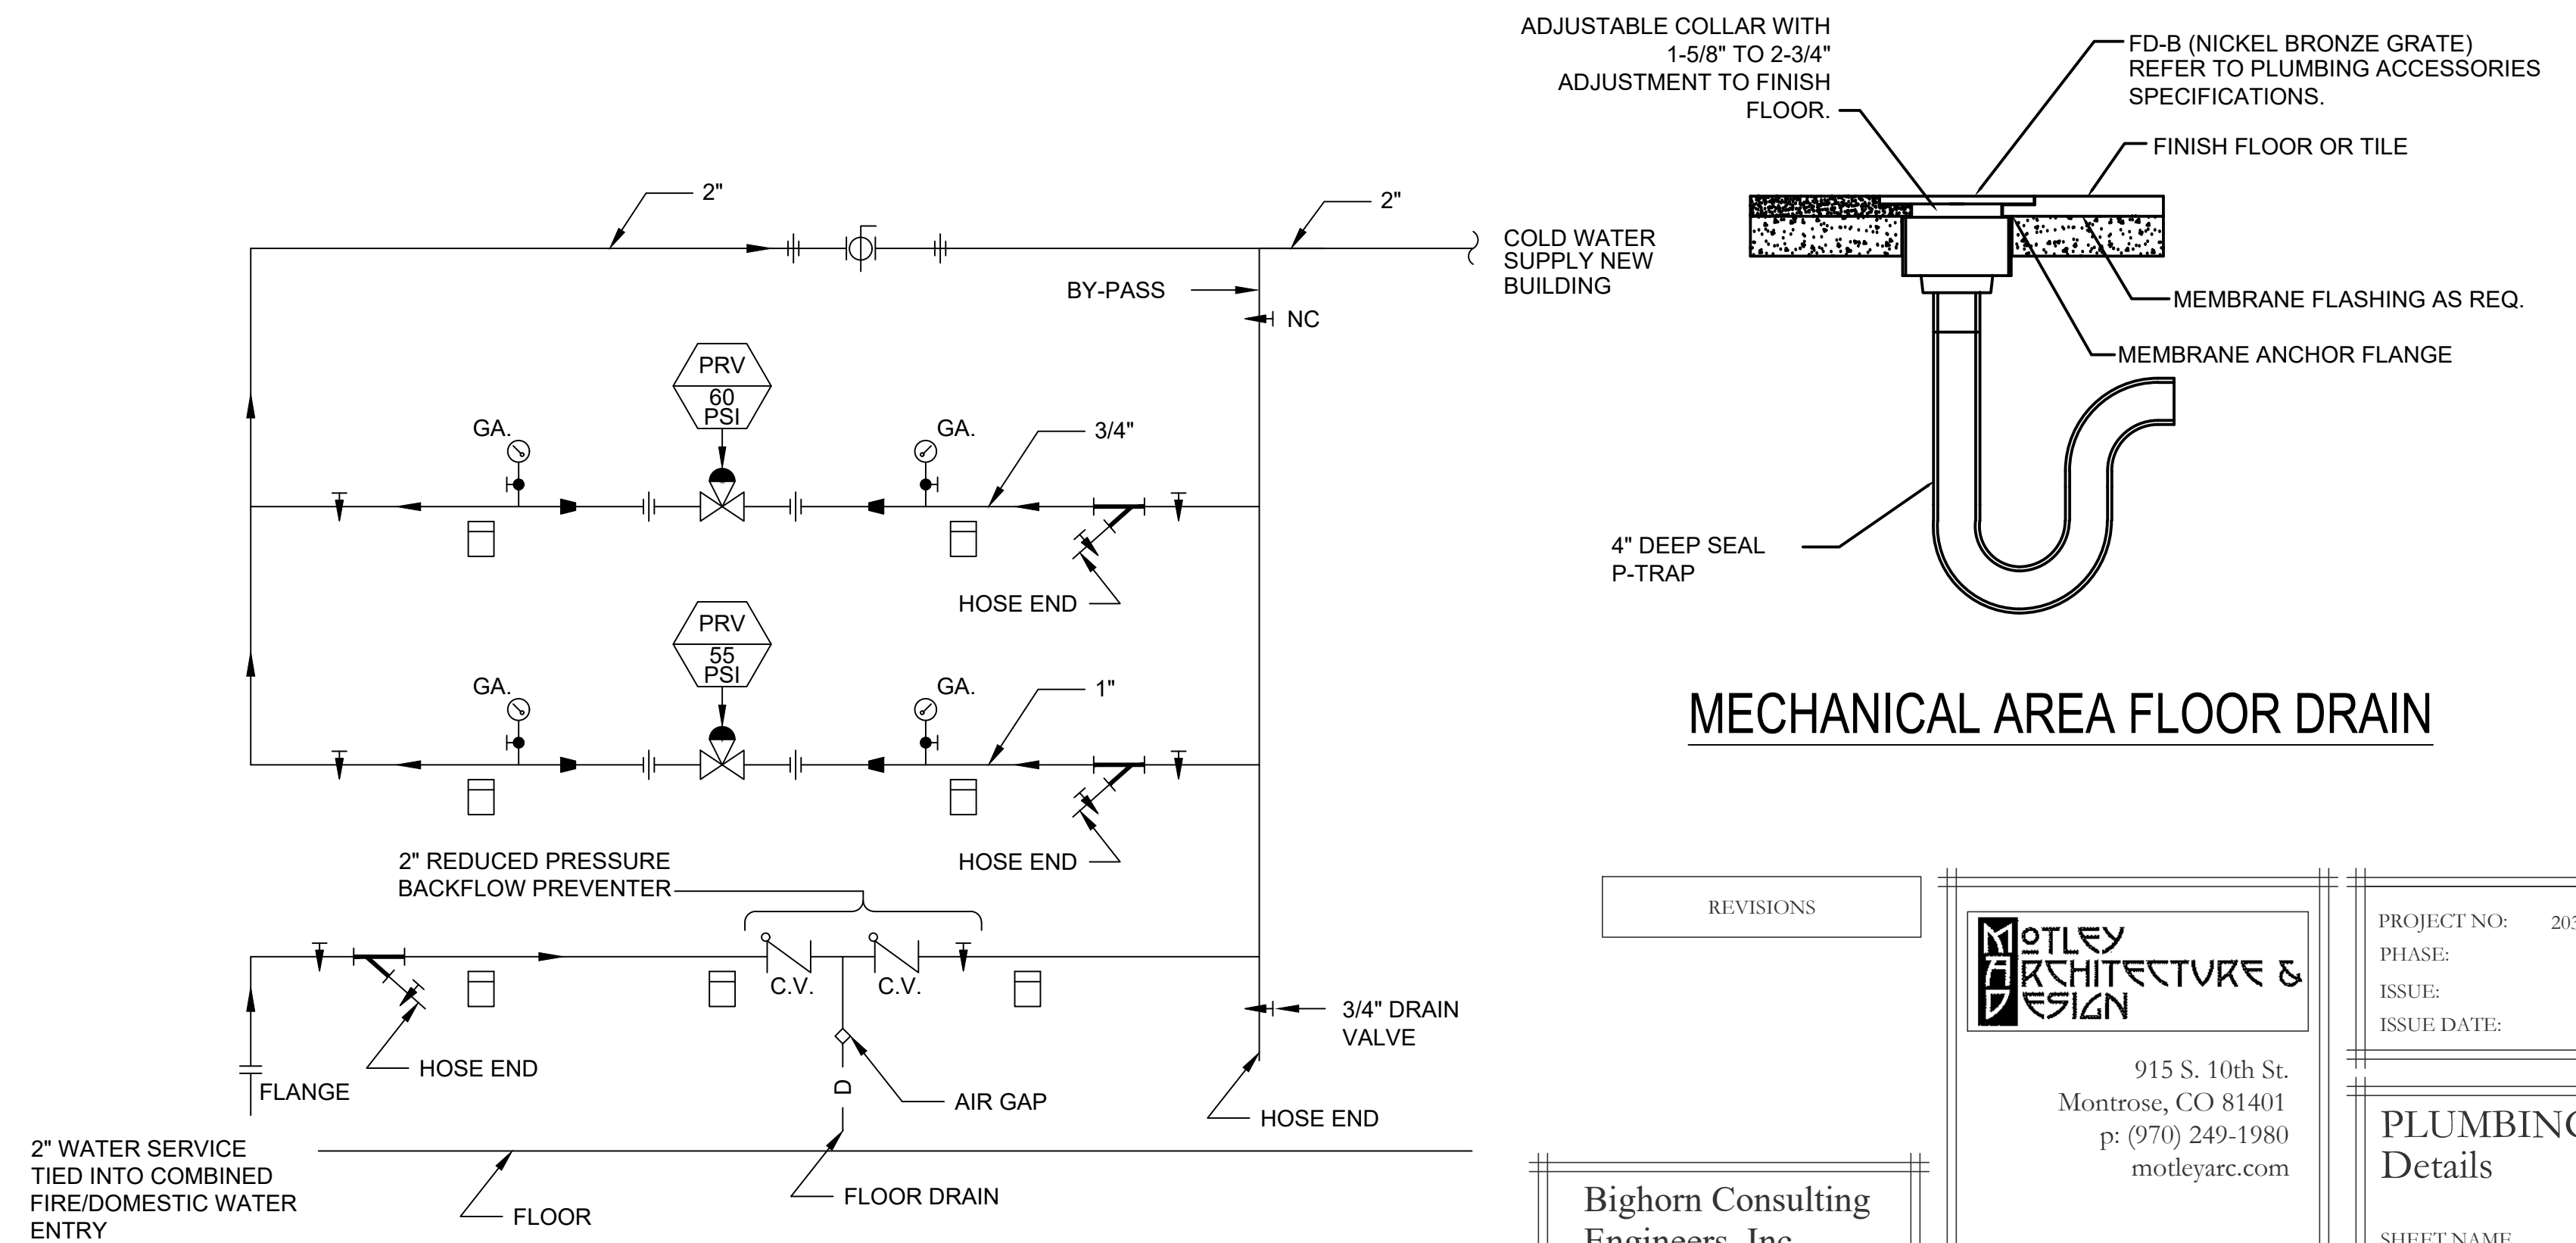 2"
2"
COLD WATER
SUPPLY NEW
BUILDING
BY-PASS
NC
PRV
60
PSI
GA.
GA.
3/4"
HOSE END
PRV
55
PSI
GA.
GA.
1"
HOSE END
2" REDUCED PRESSURE
BACKFLOW PREVENTER
C.V.
C.V.
3/4" DRAIN
VALVE
HOSE END
FLANGE
D
AIR GAP
HOSE END
2" WATER SERVICE
TIED INTO COMBINED
FIRE/DOMESTIC WATER
ENTRY
FLOOR DRAIN
FLOOR
ADJUSTABLE COLLAR WITH
1-5/8" TO 2-3/4"
ADJUSTMENT TO FINISH
FLOOR.
FD-B (NICKEL BRONZE GRATE)
REFER TO PLUMBING ACCESSORIES
SPECIFICATIONS.
FINISH FLOOR OR TILE
MEMBRANE FLASHING AS REQ.
MEMBRANE ANCHOR FLANGE
4" DEEP SEAL
P-TRAP
MECHANICAL AREA FLOOR DRAIN
REVISIONS
MOTLEY
ARCHITECTURE &
DESIGN
915 S. 10th St.
Montrose, CO 81401
p: (970) 249-1980
motleyarc.com
Bighorn Consulting
Engineers, Inc
PROJECT NO: 203
PHASE:
ISSUE:
ISSUE DATE:
PLUMBING
Details
SHEET NAME